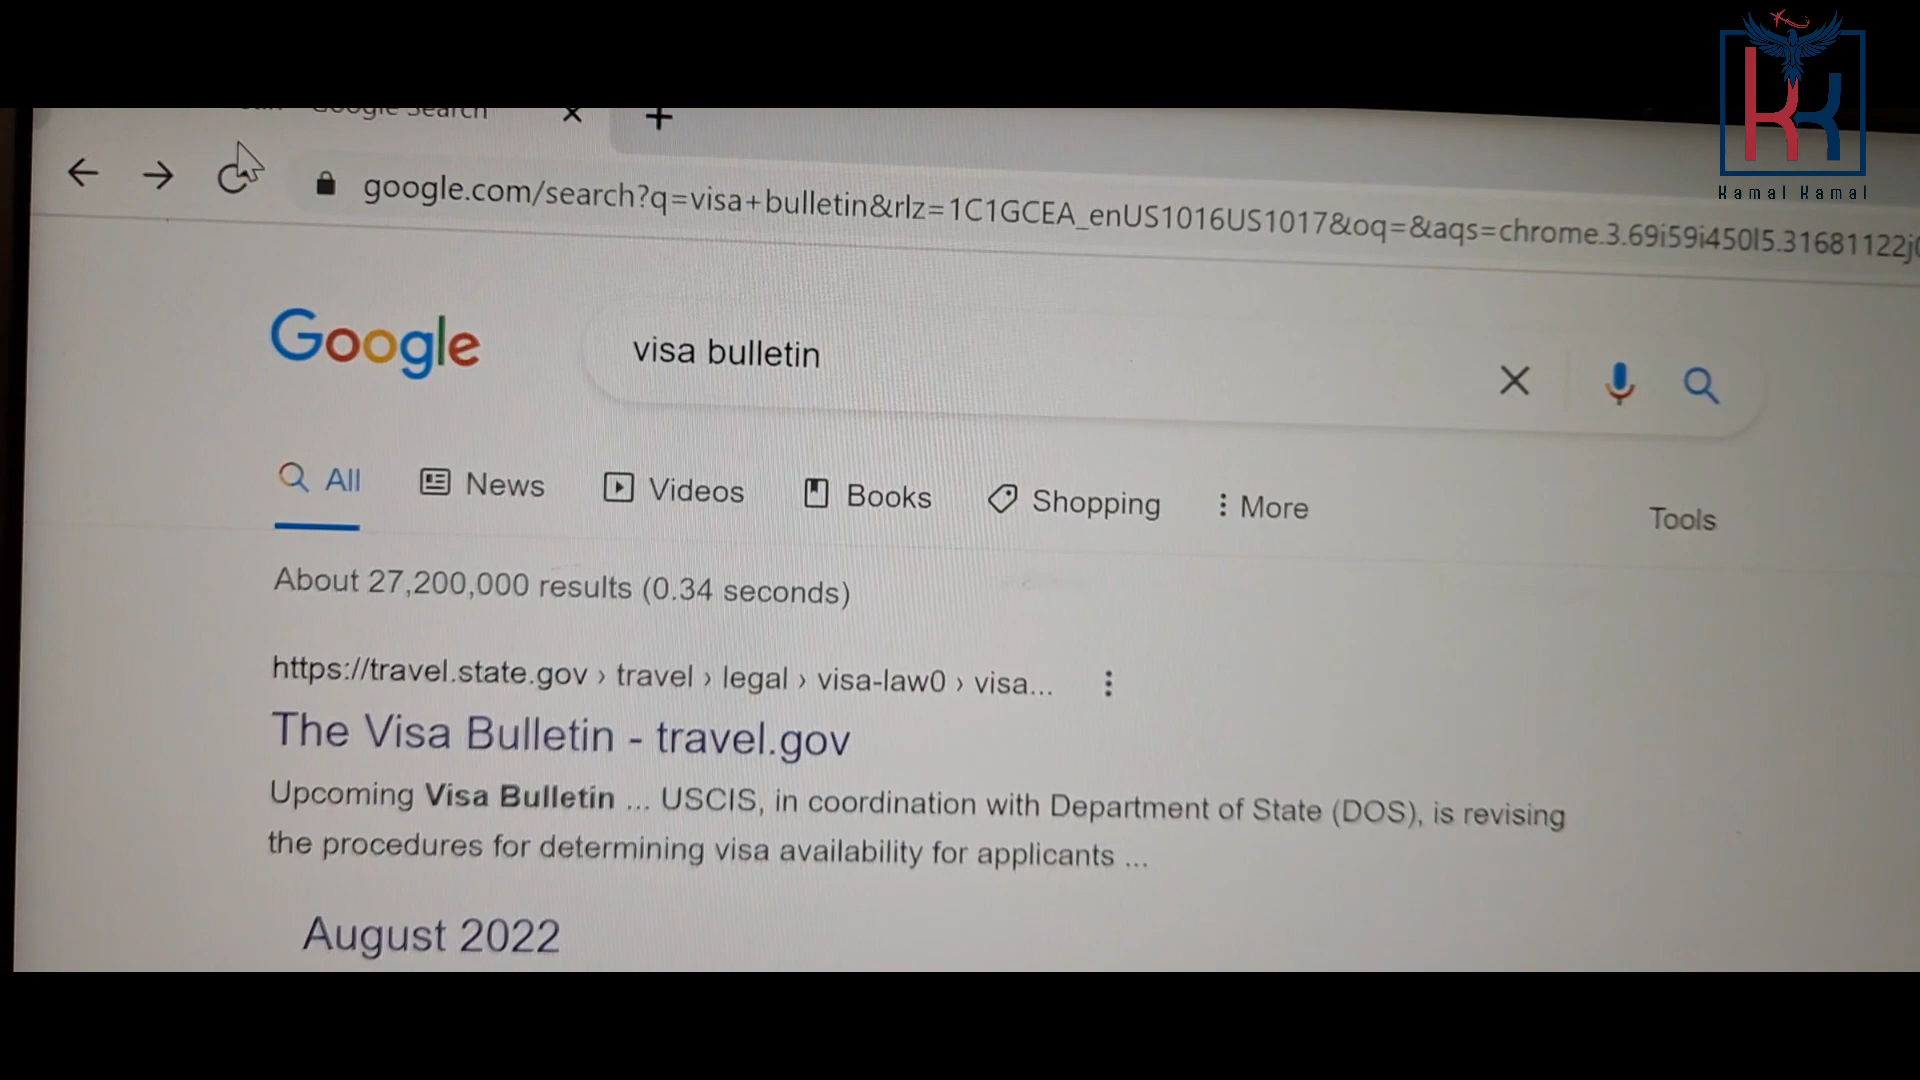 Google Search
google.com/search?q=visa+bulletin&rlz=1C1GCEA_enUS1016US1017&oq=&aqs=chrome.3.69i59i450l5.31681122j0
Google
visa bulletin
All
News
Videos
Books
Shopping
More
Tools
About 27,200,000 results (0.34 seconds)
https://travel.state.gov › travel › legal › visa-law0 › visa...
The Visa Bulletin - travel.gov
Upcoming Visa Bulletin ... USCIS, in coordination with Department of State (DOS), is revising
the procedures for determining visa availability for applicants ...
August 2022
Kamal Kamal